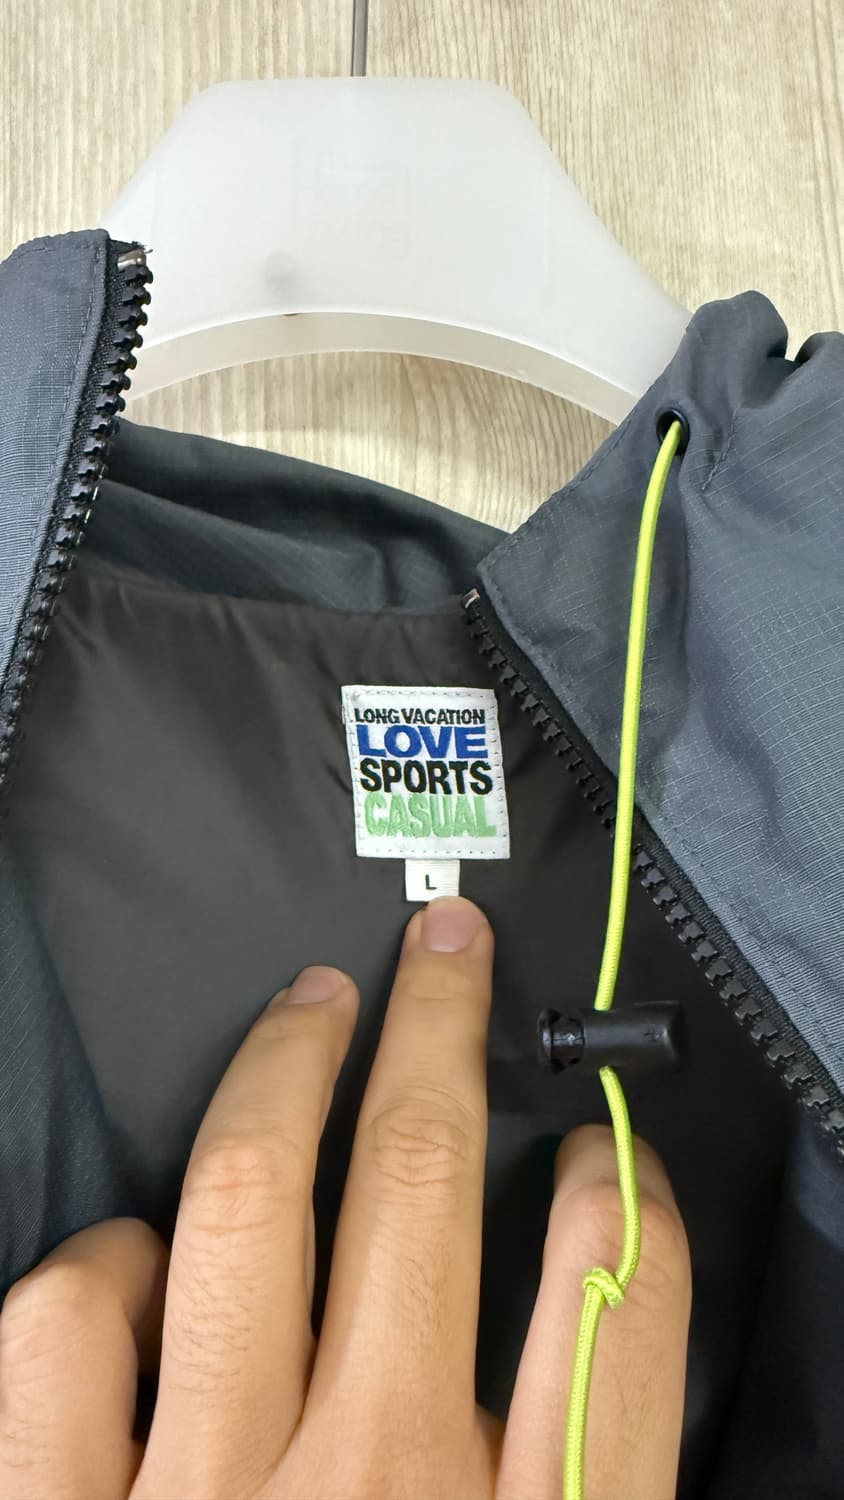 LONG VACATION
LOVE
SPORTS
CASUAL
L